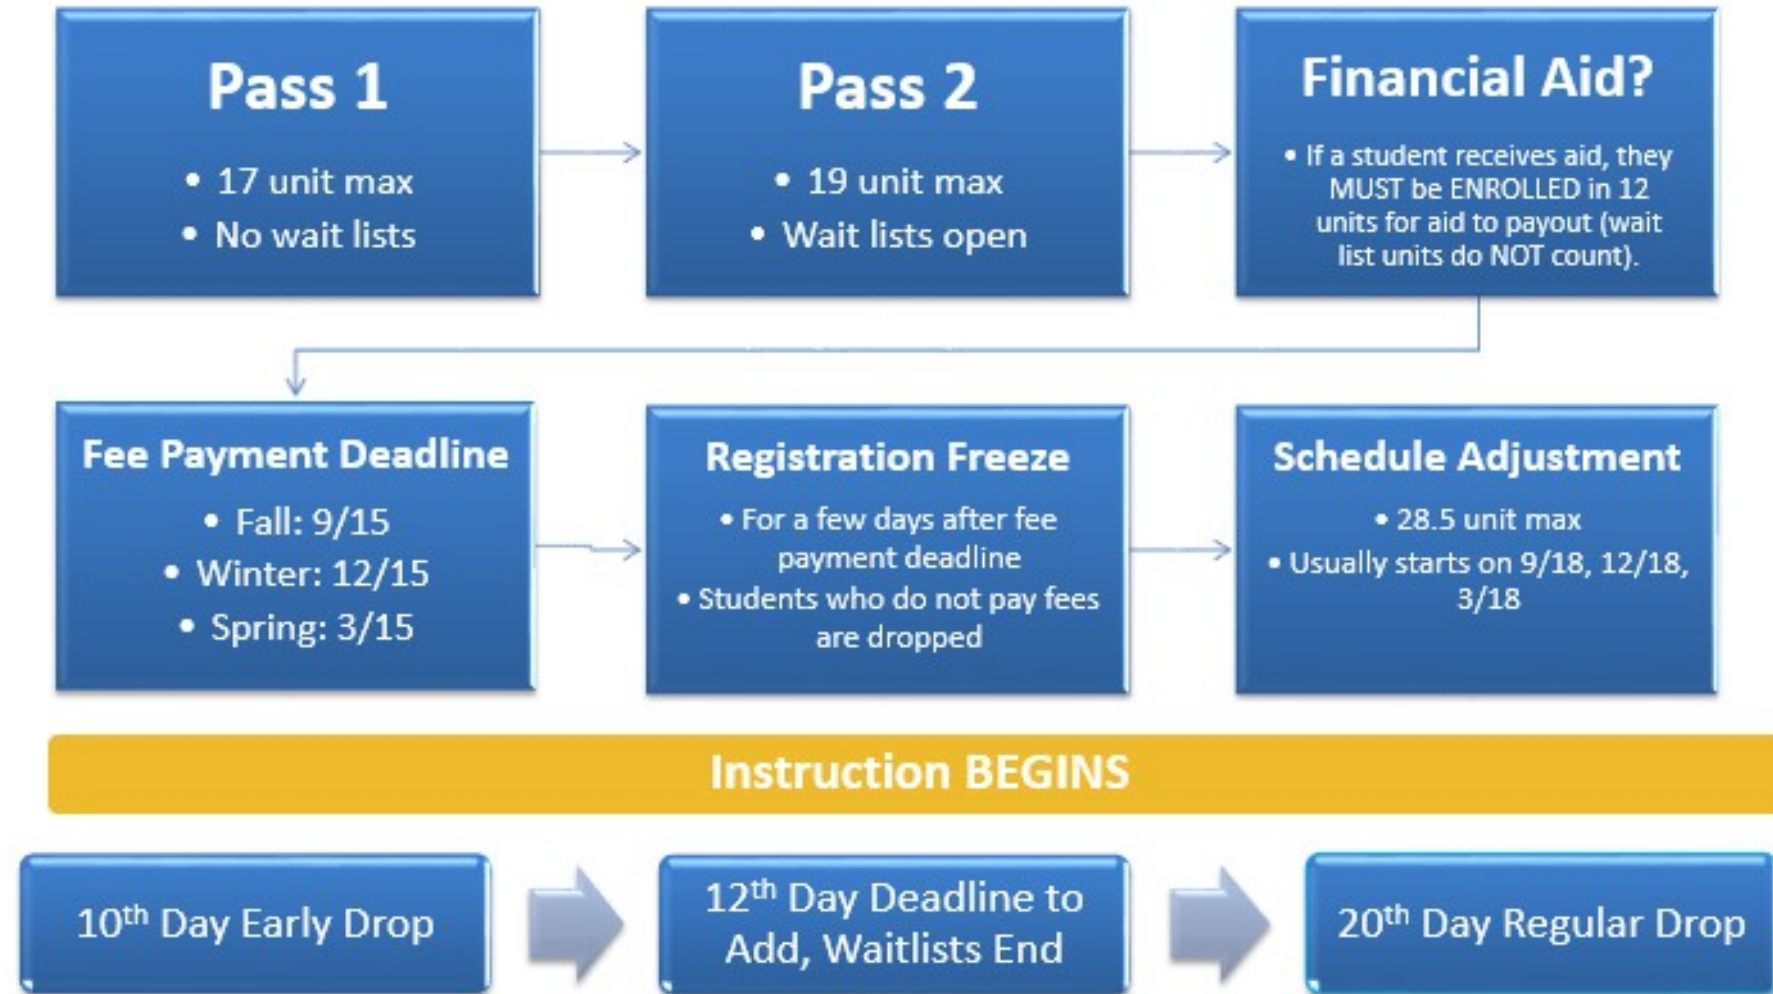 Pass 1
• 17 unit max
• No wait lists
Pass 2
• 19 unit max
• Wait lists open
Financial Aid?
• If a student receives aid, they
MUST be ENROLLED in 12
units for aid to payout (wait
list units do NOT count).
Fee Payment Deadline
• Fall: 9/15
• Winter: 12/15
• Spring: 3/15
Registration Freeze
• For a few days after fee
payment deadline
• Students who do not pay fees
are dropped
Schedule Adjustment
• 28.5 unit max
• Usually starts on 9/18, 12/18,
3/18
Instruction BEGINS
10th Day Early Drop
12th Day Deadline to
Add, Waitlists End
20th Day Regular Drop